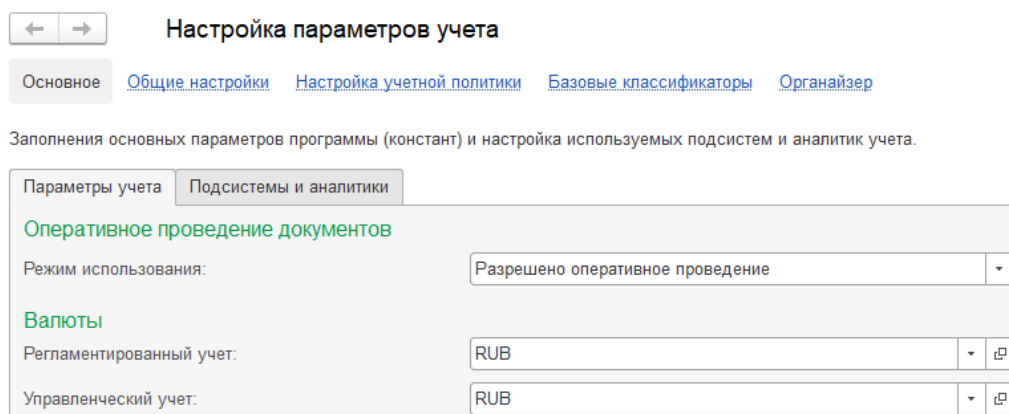 Настройка параметров учета
Основное Общие настройки Настройка учетной политики Базовые классификаторы Органайзер
Заполнения основных параметров программы (констант) и настройка используемых подсистем и аналитик учета.
Параметры учета Подсистемы и аналитики
Оперативное проведение документов
Режим использования: Разрешено оперативное проведение
Валюты
Регламентированный учет: RUB
Управленческий учет: RUB